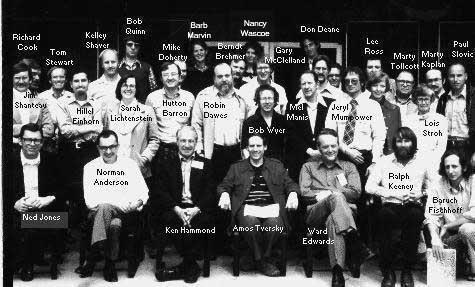 Bob
Quinn
Barb
Marvin
Nancy
Wascoe
Don Deane
Richard
Cook
Tom
Stewart
Kelley
Shaver
Mike
Doherty
Berndt
Brehmer
Gary
McClelland
Lee
Ross
Marty
Tolcott
Marty
Kaplan
Paul
Slovic
Jim
Shanteau
Hillel
Einhorn
Sarah
Lichtenstein
Hutton
Barron
Robin
Dawes
Bob Wyer
Mel
Manis
Jeryl
Mumpower
Lois
Stroh
Norman
Anderson
Ralph
Keeney
Baruch
Fisthhoff
Ned Jones
Ken Hammond
Amos Tversky
Ward
Edwards